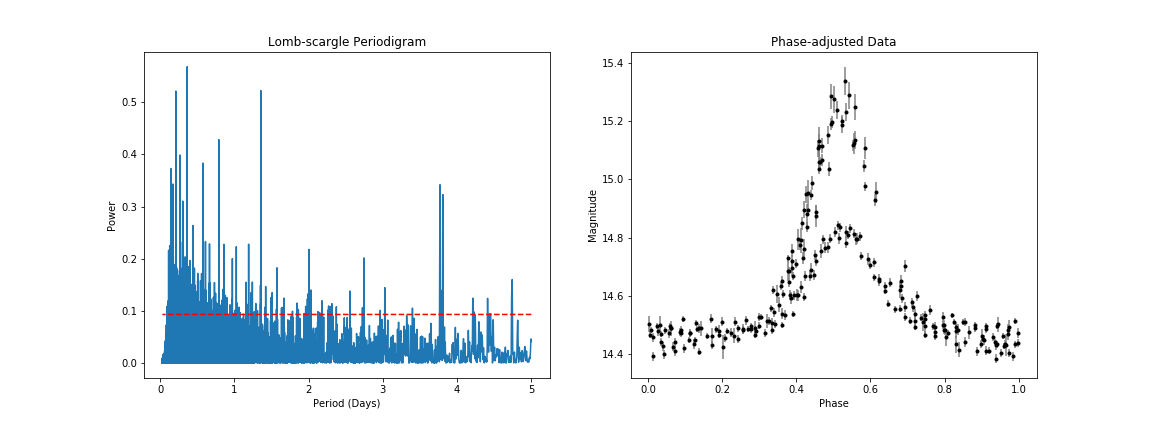 Lomb-scargle Periodigram
Power
0.5
0.4
0.3
0.2
0.1
0.0
0 1 2 3 4 5
Period (Days)
Phase-adjusted Data
Magnitude
15.4
15.2
15.0
14.8
14.6
14.4
0.0 0.2 0.4 0.6 0.8 1.0
Phase